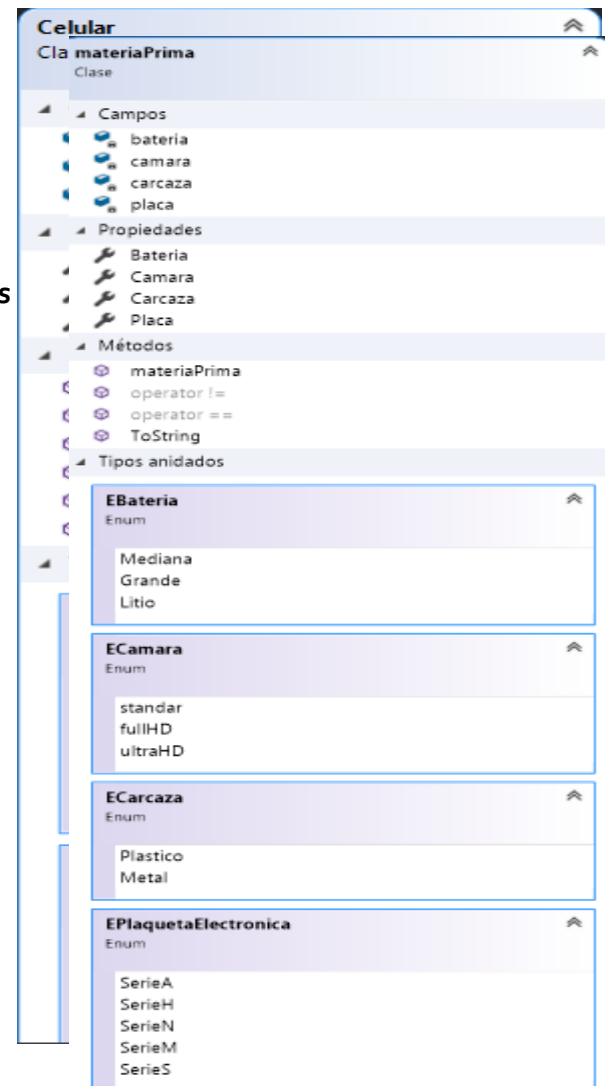 Celular
Cla
materiaPrima
Clase
Campos
bateria
camara
carcaza
placa
Propiedades
s
Bateria
Camara
Carcaza
Placa
Métodos
materiaPrima
operator !=
operator ==
ToString
Tipos anidados
EBateria
Enum
Mediana
Grande
Litio
ECamara
Enum
standar
fullHD
ultraHD
ECarcaza
Enum
Plastico
Metal
EPlaquetaElectronica
Enum
SerieA
SerieH
SerieN
SerieM
SerieS